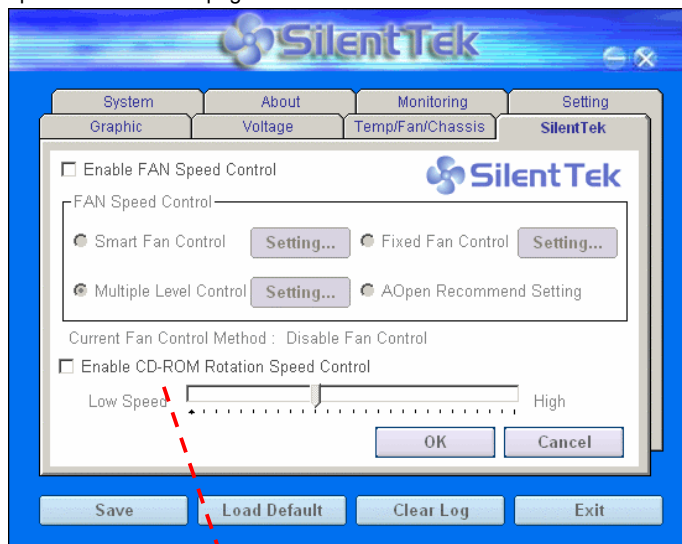 SilentTek
System About Monitoring Setting
Graphic Voltage Temp/Fan/Chassis SilentTek
Enable FAN Speed Control
SilentTek
FAN Speed Control
Smart Fan Control Setting... Fixed Fan Control Setting...
Multiple Level Control Setting... AOpen Recommend Setting
Current Fan Control Method : Disable Fan Control
Enable CD-ROM Rotation Speed Control
Low Speed High
OK Cancel
Save Load Default Clear Log Exit